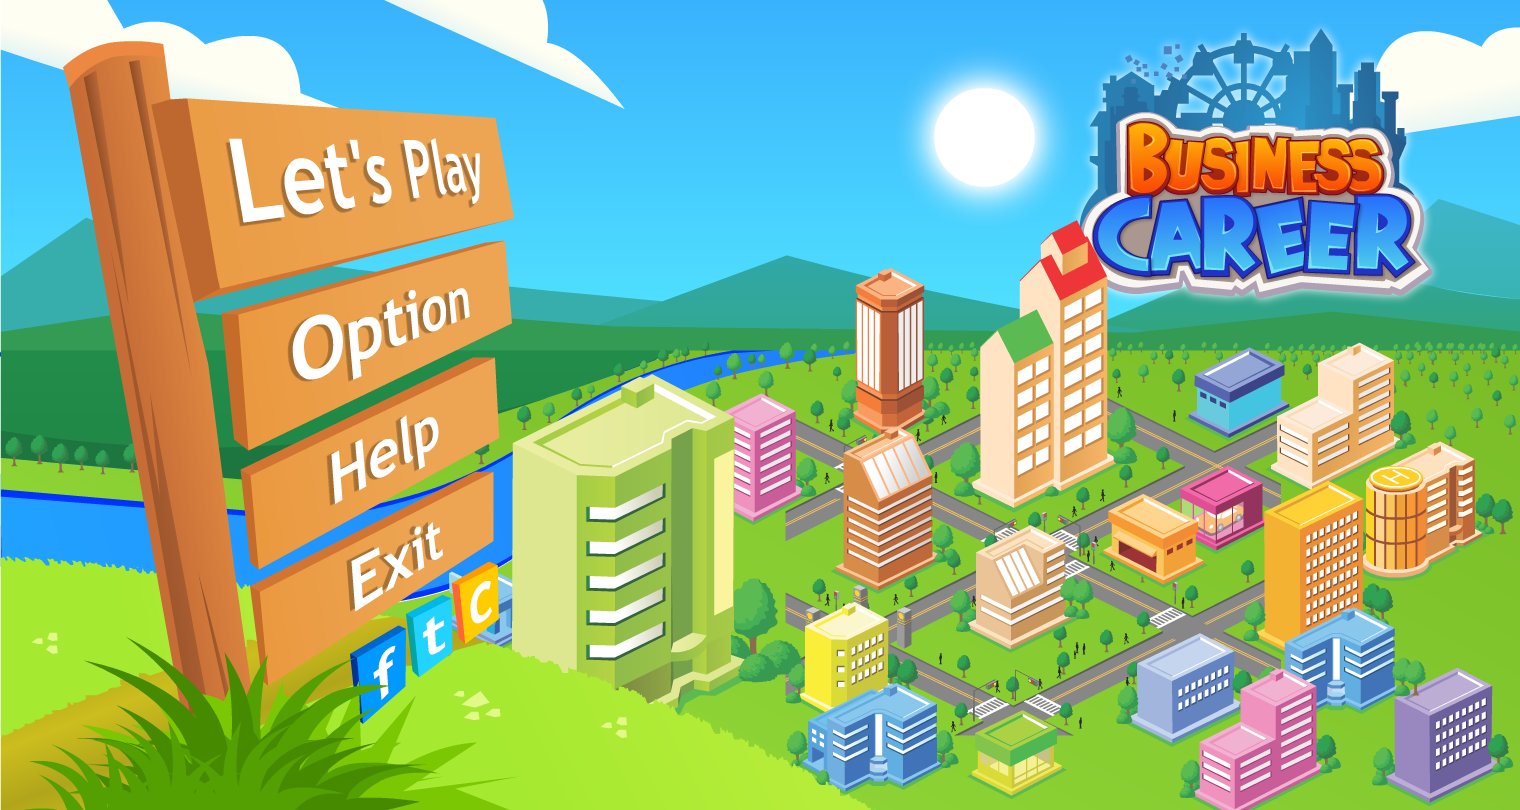 Let's Play
Option
Help
Exit
f
t
C
BUSINESS
CAREER
H